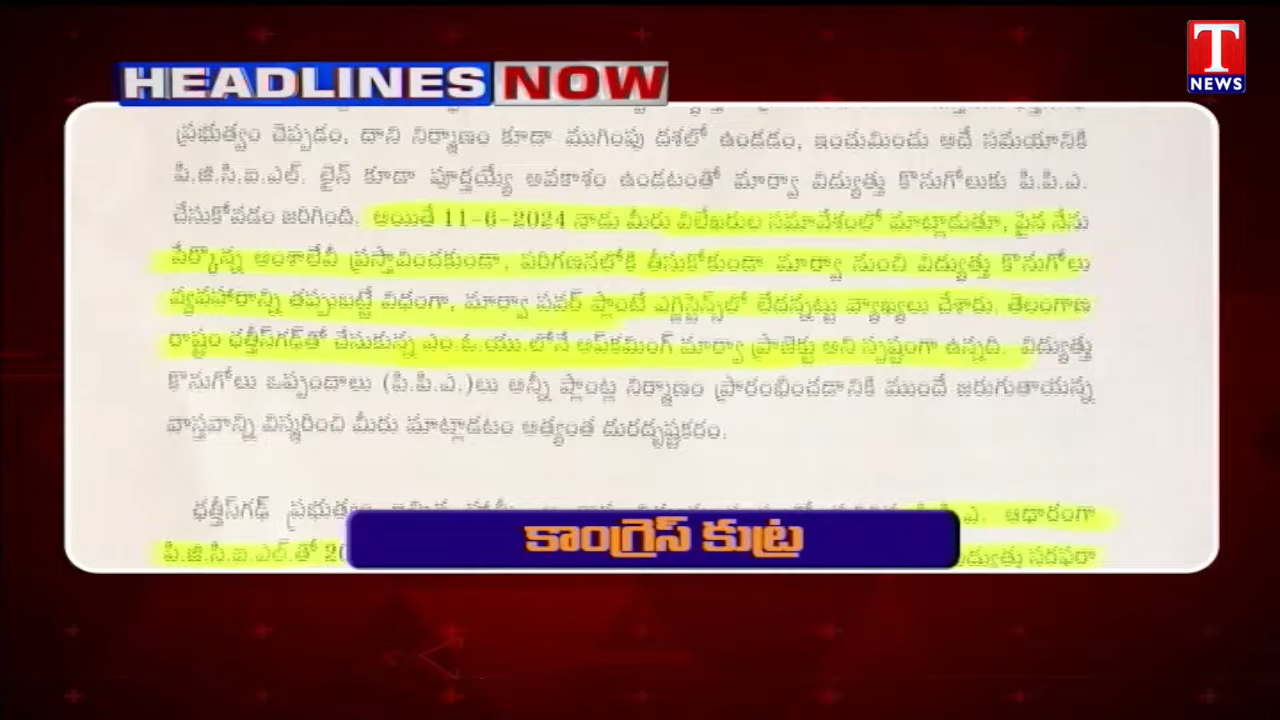 T
NEWS
HEADLINES NOW
ప్రభుత్వం చెప్పడం, దాని నిర్మాణం కూడా ముగింపు దశలో ఉండడం, ఇందుమించు అదే సమయానికి
పి.జి.సి.ఐ.ఎల్. లైన్ కూడా పూర్తయ్యే అవకాశం ఉండటంతో మార్వా విద్యుత్తు కొనుగోలుకు పి.పి.ఎ.
చేసుకోవడం జరిగింది. అయితే 11-6-2024 నాడు మీరు విలేఖరుల సమావేశంలో మాట్లాడుతూ, పైన నేను
పేర్కొన్న అంశాలేవీ ప్రస్తావించకుండా, పరిగణనలోకి తీసుకోకుండా మార్వా నుంచి విద్యుత్తు కొనుగోలు
వ్యవహారాన్ని తప్పుబట్టే విధంగా, మార్వా పవర్ ప్లాంటే ఎగ్జిస్టెన్స్‌లో లేదన్నట్టు వ్యాఖ్యలు చేశారు. తెలంగాణ
రాష్ట్రం ఛత్తీస్‌గఢ్‌తో చేసుకున్న ఎం.ఓ.యు.లోనే అప్‌కమింగ్ మార్వా ప్రాజెక్టు అని స్పష్టంగా ఉన్నది. విద్యుత్తు
కొనుగోలు ఒప్పందాలు (పి.పి.ఎ.)లు అన్నీ ప్లాంట్ల నిర్మాణం ప్రారంభించడానికి ముందే జరుగుతాయన్న
వాస్తవాన్ని విస్మరించి మీరు మాట్లాడటం అత్యంత దురదృష్టకరం.
ఛత్తీస్‌గఢ్ ఆధారంగా
పి.జి.సి.ఐ.ఎల్.తో సరఫరా
కాంగ్రెస్ కుట్ర